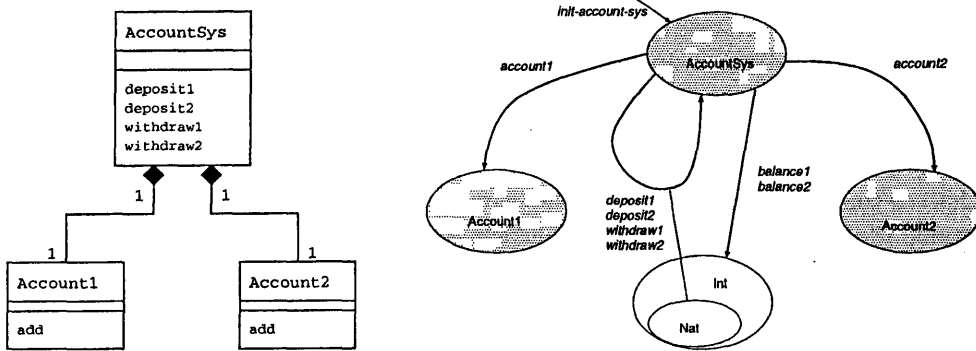 AccountSys
deposit1
deposit2
withdraw1
withdraw2
1
1
1
1
Account1
add
Account2
add
init-account-sys
AccountSys
account1
account2
balance1
balance2
deposit1
deposit2
withdraw1
withdraw2
Account1
Account2
Int
Nat